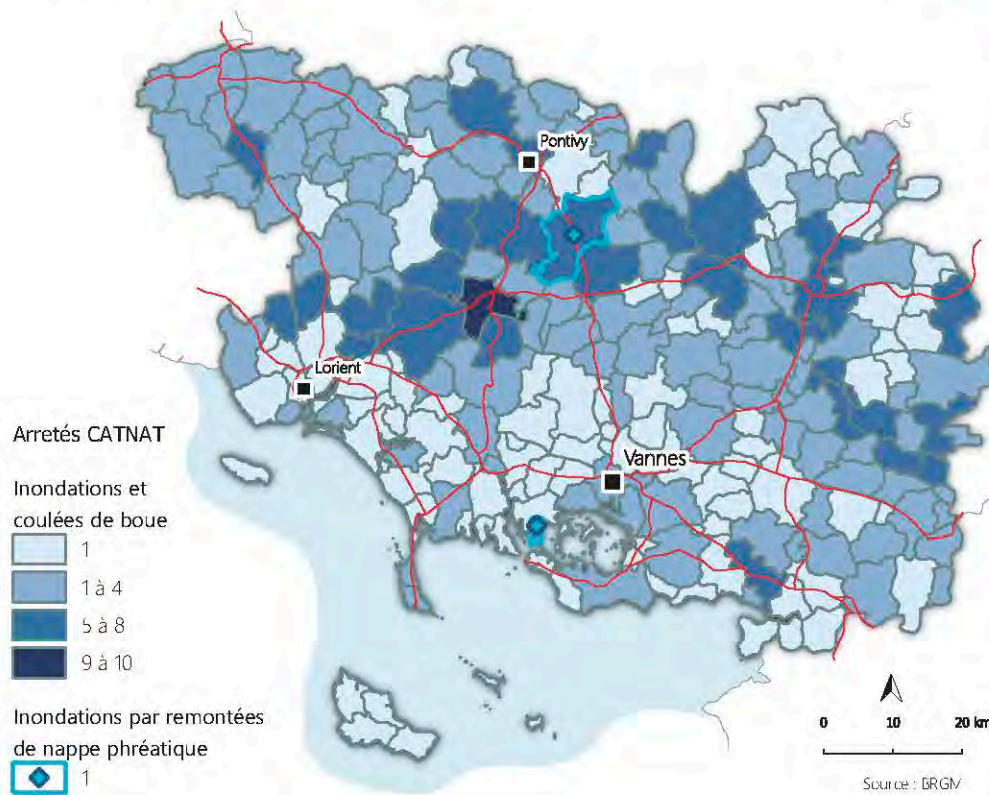 Pontivy
Lorient
Vannes
Arretés CATNAT
Inondations et
coulées de boue
1
1 à 4
5 à 8
9 à 10
Inondations par remontées
de nappe phréatique
1
0 10 20 km
Source : BRGM